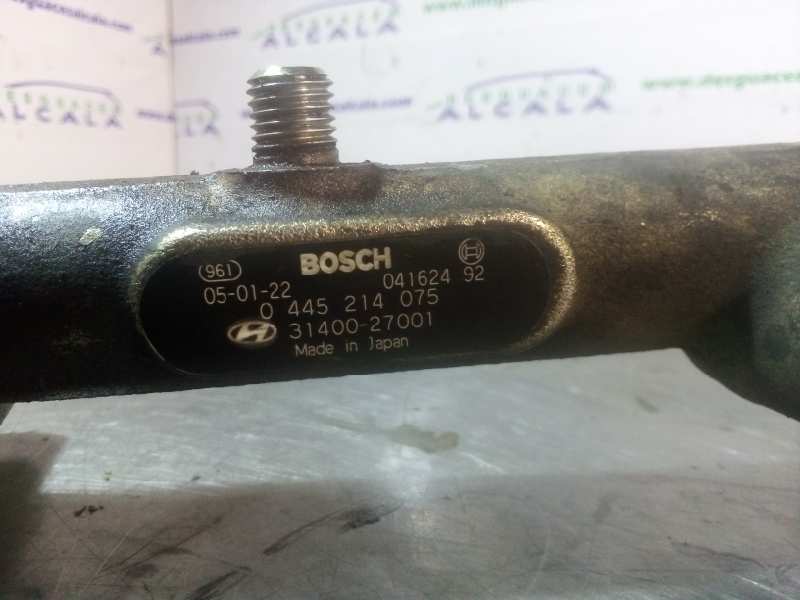 ALCALA
ALCALA
ALCALA
(961)
BOSCH
05-01-22
041624 92
0 445 214 075
31400-27001
Made in Japan